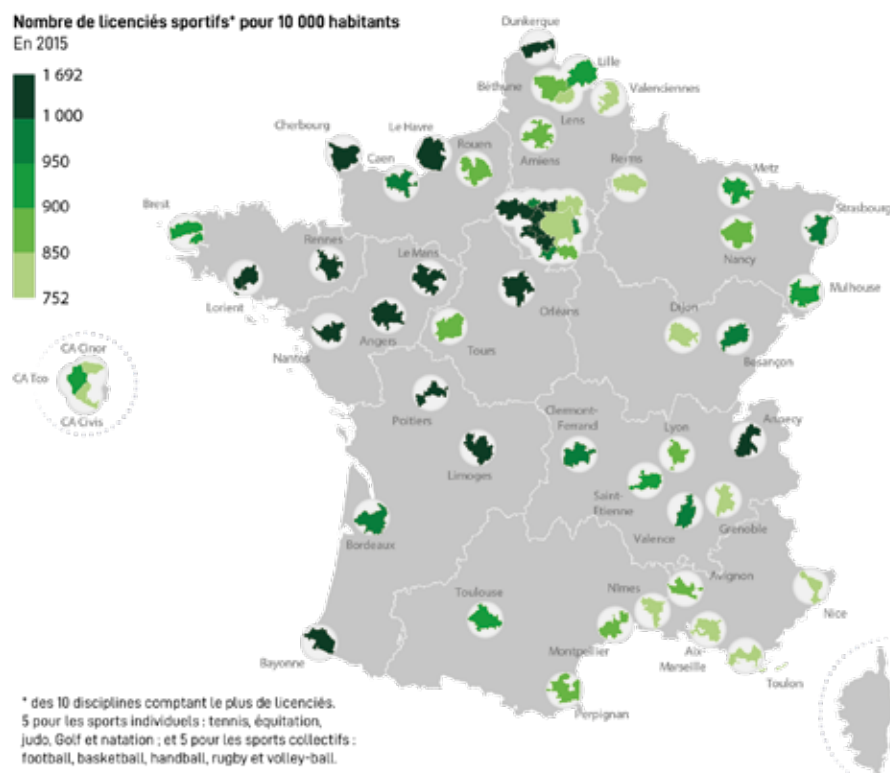 Nombre de licenciés sportifs* pour 10 000 habitants
En 2015
1 692
1 000
950
900
850
752
Dunkerque
Lille
Béthune
Valenciennes
Lens
Cherbourg
Le Havre
Rouen
Caen
Amiens
Reims
Metz
Brest
Strasbourg
Nancy
Rennes
Le Mans
Lorient
Mulhouse
Orléans
Angers
Nantes
Tours
Dijon
Besançon
CA Cinor
CA Tco
CA Civis
Poitiers
Clermont-
Ferrand
Lyon
Annecy
Limoges
Saint-
Etienne
Grenoble
Valence
Bordeaux
Avignon
Nîmes
Nice
Toulouse
Montpellier
Aix-
Marseille
Bayonne
Toulon
Perpignan
* des 10 disciplines comptant le plus de licenciés.
5 pour les sports individuels : tennis, équitation,
judo, Golf et natation ; et 5 pour les sports collectifs :
football, basketball, handball, rugby et volley-ball.